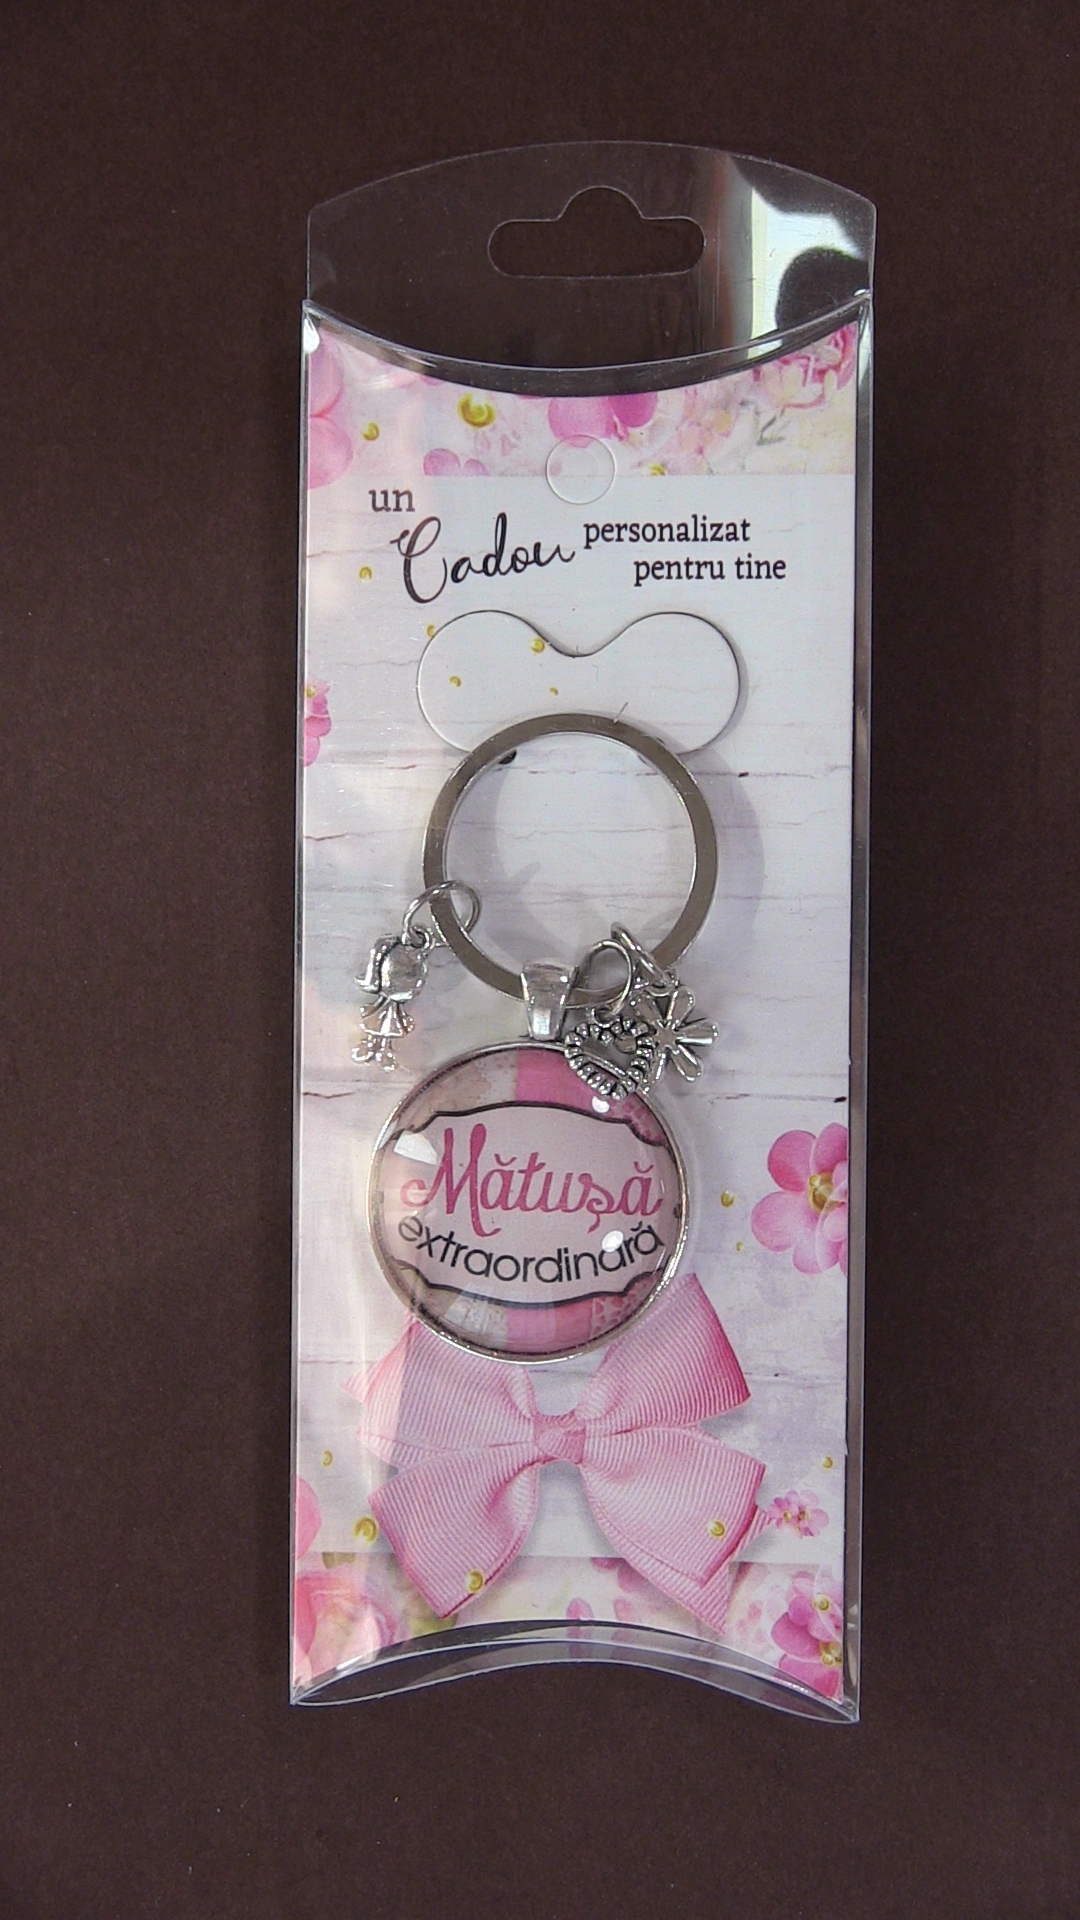 un
Cadou personalizat
pentru tine
Mătușă
extraordinară